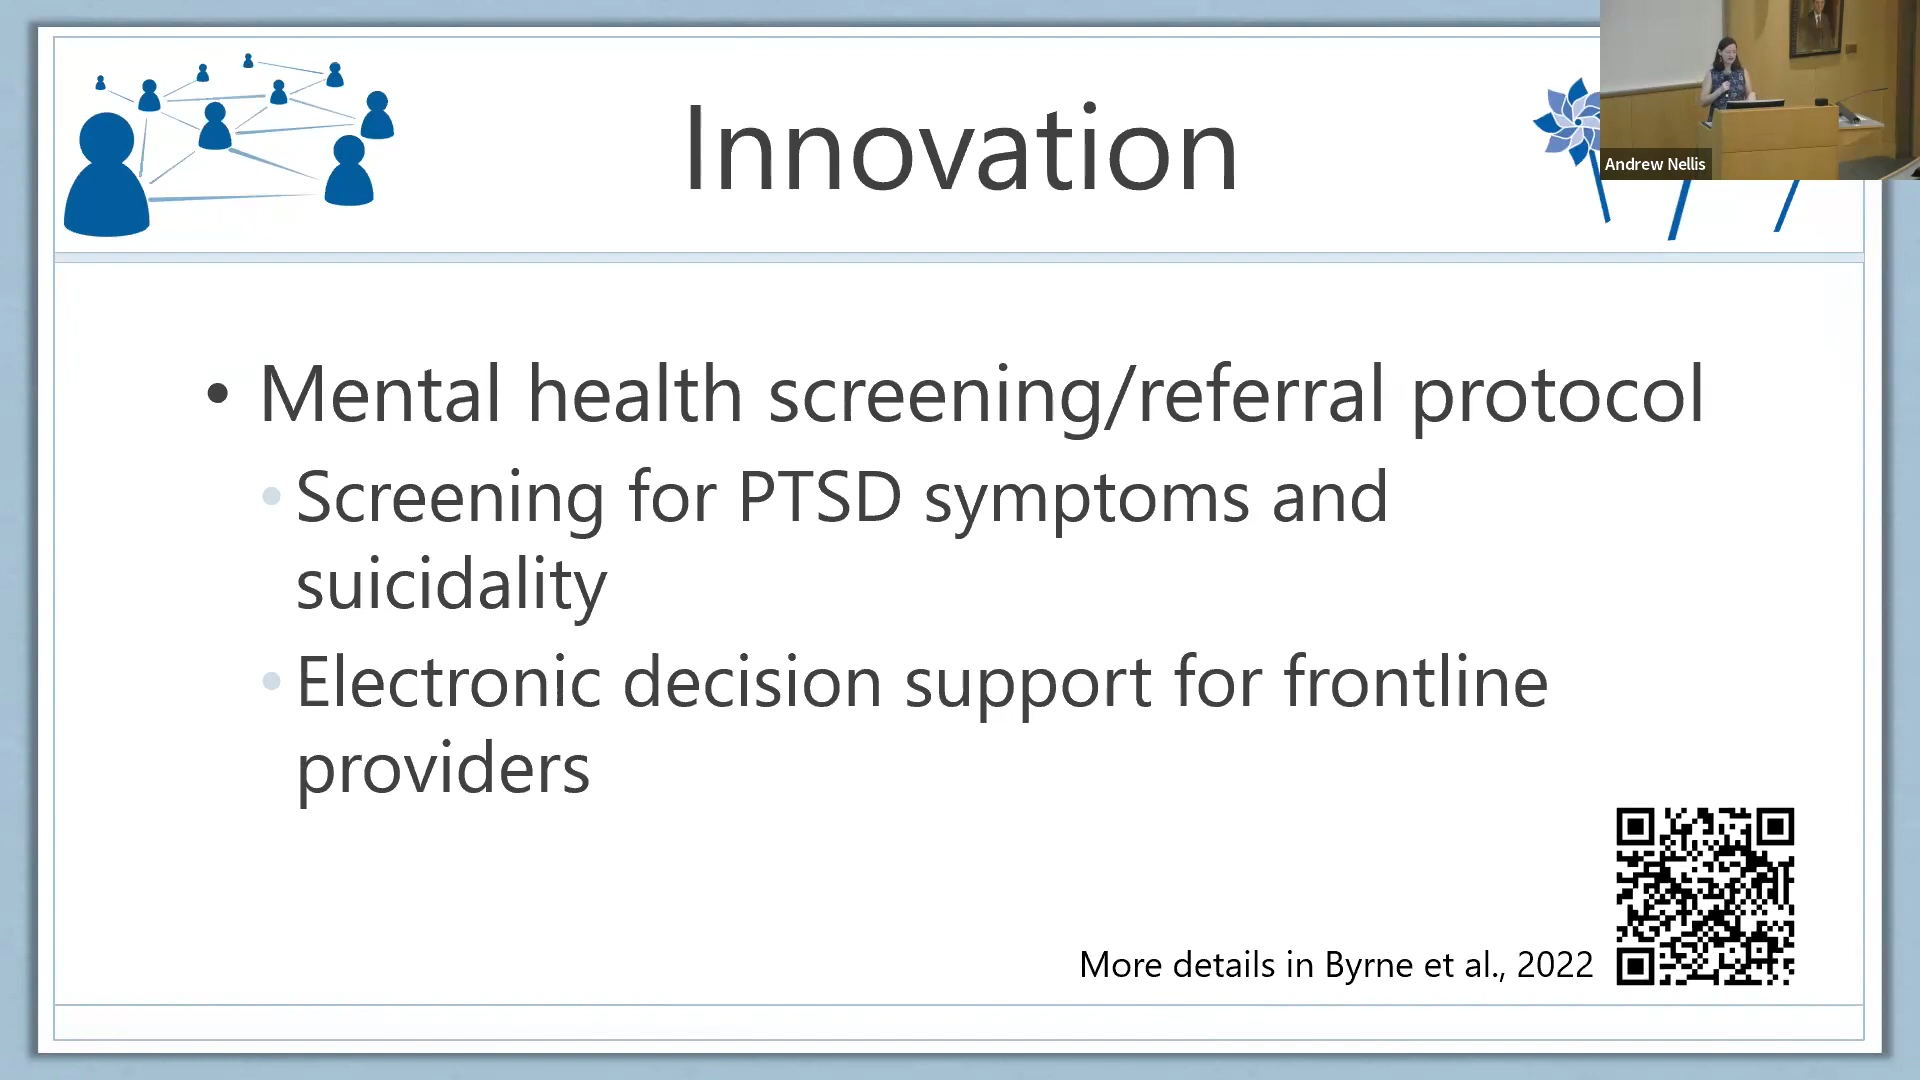 Innovation
Andrew Nellis
• Mental health screening/referral protocol
• Screening for PTSD symptoms and
suicidality
• Electronic decision support for frontline
providers
More details in Byrne et al., 2022